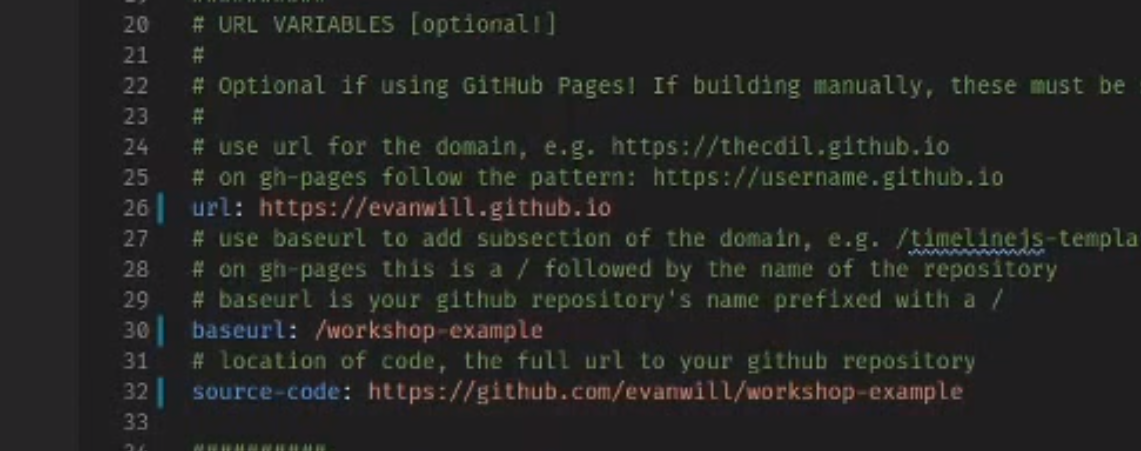 20 # URL VARIABLES [optional!]
21 #
22 # Optional if using GitHub Pages! If building manually, these must be
23 #
24 # use url for the domain, e.g. https://thecdil.github.io
25 # on gh-pages follow the pattern: https://username.github.io
26 url: https://evanwill.github.io
27 # use baseurl to add subsection of the domain, e.g. /timelinejs-templa
28 # on gh-pages this is a / followed by the name of the repository
29 # baseurl is your github repository's name prefixed with a /
30 baseurl: /workshop-example
31 # location of code, the full url to your github repository
32 source-code: https://github.com/evanwill/workshop-example
33